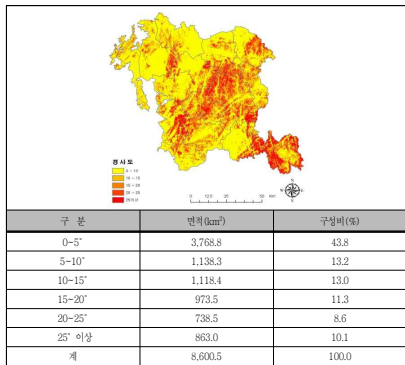 경 사 도
0 ~ 10
10 ~ 15
15 ~ 20
20 ~ 25
25이상
0 12.5 25 50 km
구 분 면적(km²) 구성비(%)
0~5˚ 3,768.8 43.8
5~10˚ 1,138.3 13.2
10~15˚ 1,118.4 13.0
15~20˚ 973.5 11.3
20~25˚ 738.5 8.6
25˚ 이상 863.0 10.1
계 8,600.5 100.0